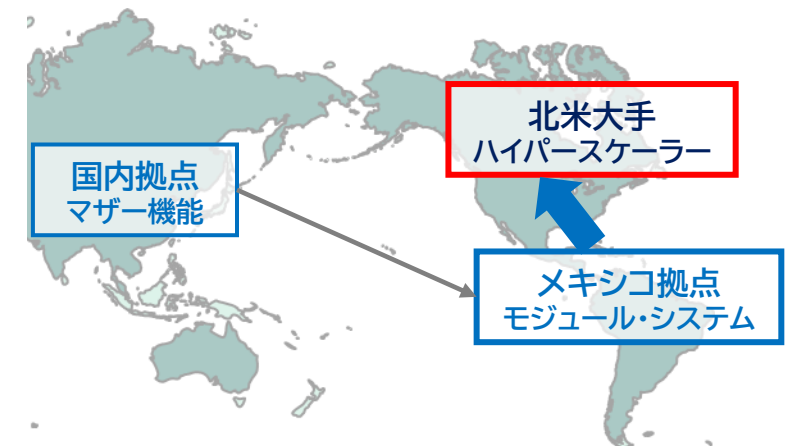 北米大手
ハイパースケーラー
国内拠点
マザー機能
メキシコ拠点
モジュール・システム